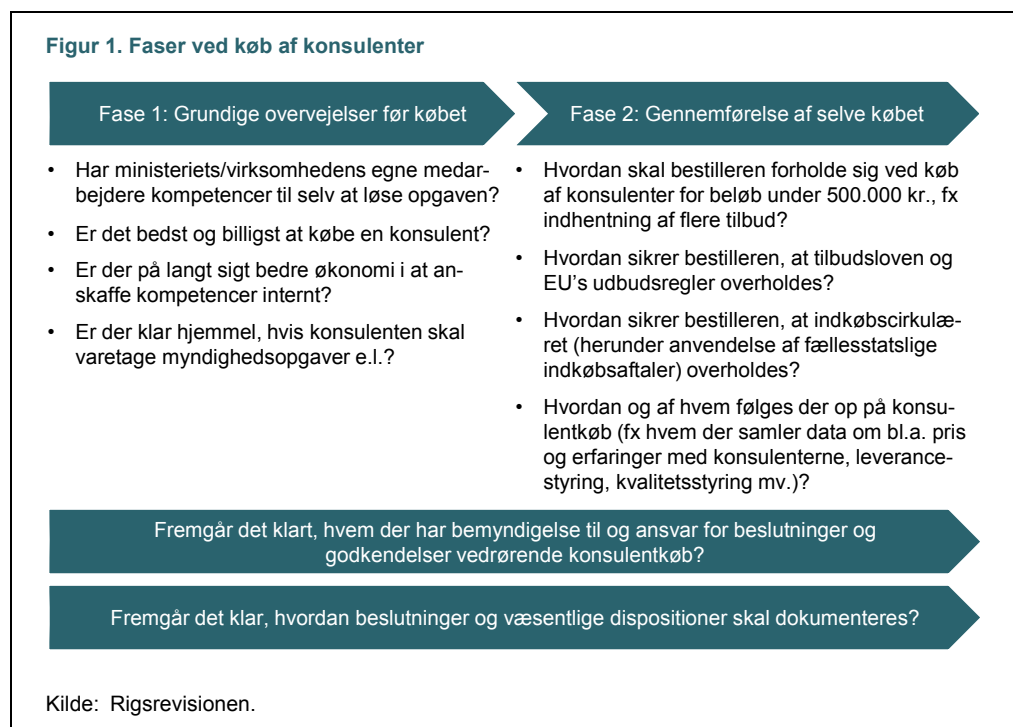 Figur 1. Faser ved køb af konsulenter
Fase 1: Grundige overvejelser før købet
• Har ministeriets/virksomhedens egne medar-
bejdere kompetencer til selv at løse opgaven?
• Er det bedst og billigst at købe en konsulent?
• Er der på langt sigt bedre økonomi i at an-
skaffe kompetencer internt?
• Er der klar hjemmel, hvis konsulenten skal
varetage myndighedsopgaver e.l.?
Fase 2: Gennemførelse af selve købet
• Hvordan skal bestilleren forholde sig ved køb
af konsulenter for beløb under 500.000 kr., fx
indhentning af flere tilbud?
• Hvordan sikrer bestilleren, at tilbudsloven og
EU's udbudsregler overholdes?
• Hvordan sikrer bestilleren, at indkøbscirkulæ-
ret (herunder anvendelse af fællesstatslige
indkøbsaftaler) overholdes?
• Hvordan og af hvem følges der op på konsu-
lentkøb (fx hvem der samler data om bl.a. pris
og erfaringer med konsulenterne, leverance-
styring, kvalitetsstyring mv.)?
Fremgår det klart, hvem der har bemyndigelse til og ansvar for beslutninger og
godkendelser vedrørende konsulentkøb?
Fremgår det klar, hvordan beslutninger og væsentlige dispositioner skal dokumenteres?
Kilde: Rigsrevisionen.